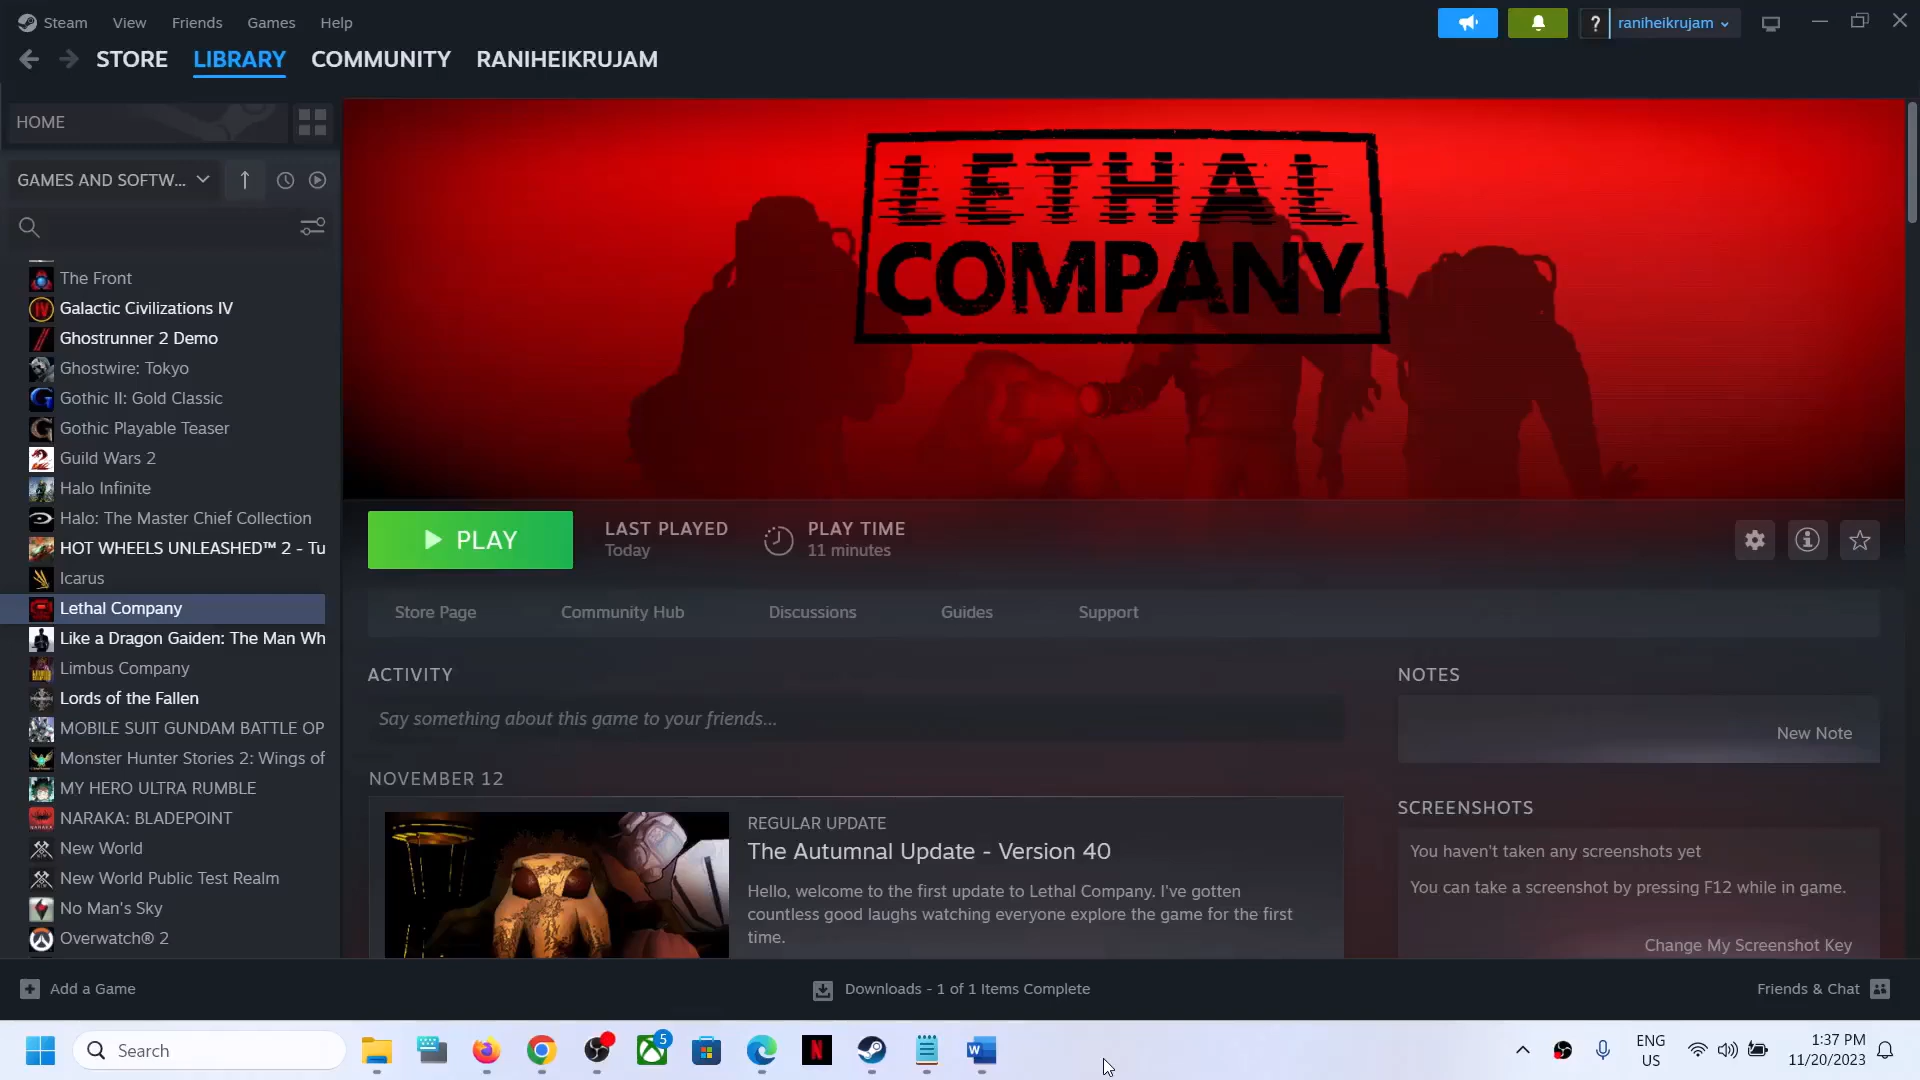 Steam View Friends Games Help
raniheikrujam
STORE LIBRARY COMMUNITY RANIHEIKRUJAM
HOME
GAMES AND SOFTW...
The Front
Galactic Civilizations IV
Ghostrunner 2 Demo
Ghostwire: Tokyo
Gothic II: Gold Classic
Gothic Playable Teaser
Guild Wars 2
Halo Infinite
Halo: The Master Chief Collection
HOT WHEELS UNLEASHED™ 2 - Tu
Icarus
Lethal Company
Like a Dragon Gaiden: The Man Wh
Limbus Company
Lords of the Fallen
MOBILE SUIT GUNDAM BATTLE OP
Monster Hunter Stories 2: Wings of
MY HERO ULTRA RUMBLE
NARAKA: BLADEPOINT
New World
New World Public Test Realm
No Man's Sky
Overwatch® 2
LETHAL
COMPANY
PLAY
LAST PLAYED
Today
PLAY TIME
11 minutes
Store Page Community Hub Discussions Guides Support
ACTIVITY
Say something about this game to your friends...
NOVEMBER 12
REGULAR UPDATE
The Autumnal Update - Version 40
Hello, welcome to the first update to Lethal Company. I've gotten
countless good laughs watching everyone explore the game for the first
time.
NOTES
New Note
SCREENSHOTS
You haven't taken any screenshots yet
You can take a screenshot by pressing F12 while in game.
Change My Screenshot Key
Add a Game
Downloads - 1 of 1 Items Complete
Friends & Chat
Search
5
ENG
US
1:37 PM
11/20/2023